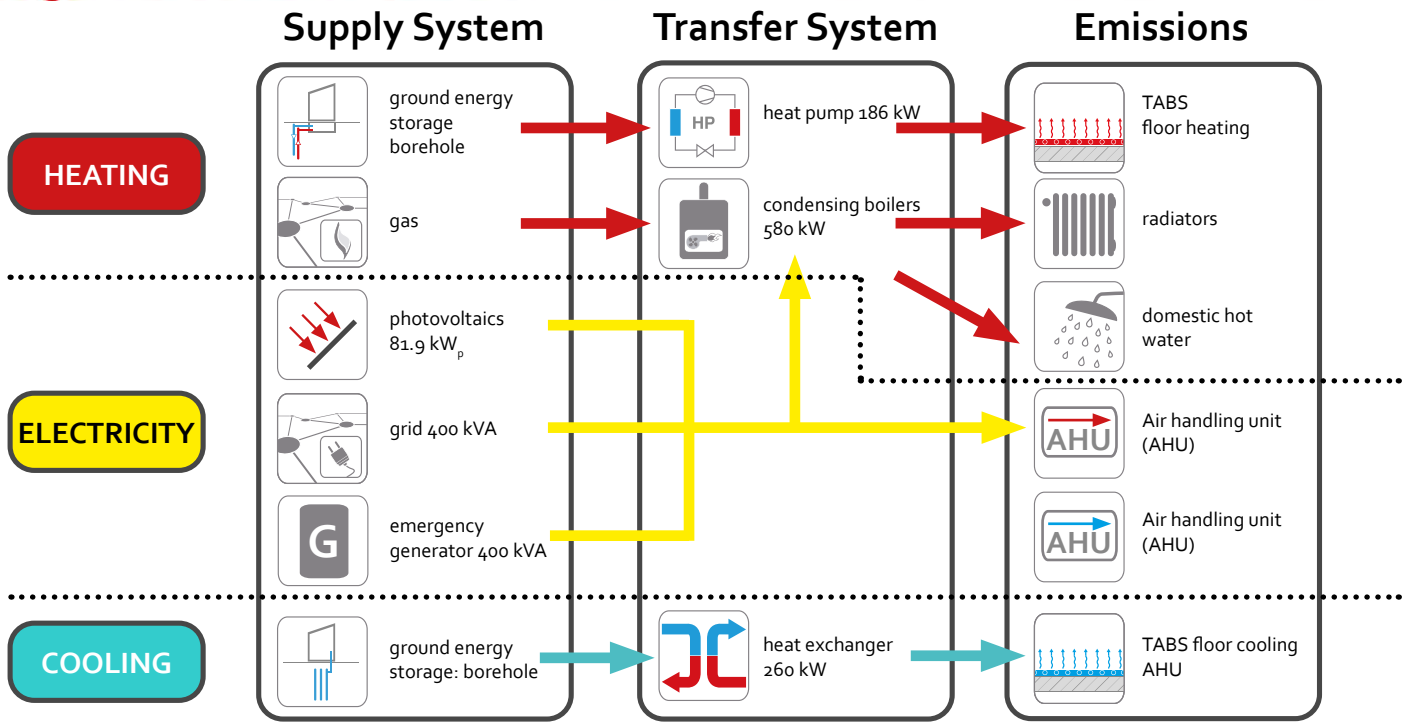 Supply System
Transfer System
Emissions
HEATING
ground energy
storage
borehole
HP
heat pump 186 kW
TABS
floor heating
gas
condensing boilers
580 kW
radiators
domestic hot
water
ELECTRICITY
photovoltaics
81.9 kWp
grid 400 kVA
AHU
Air handling unit
(AHU)
G
emergency
generator 400 kVA
AHU
Air handling unit
(AHU)
COOLING
ground energy
storage: borehole
heat exchanger
260 kW
TABS floor cooling
AHU